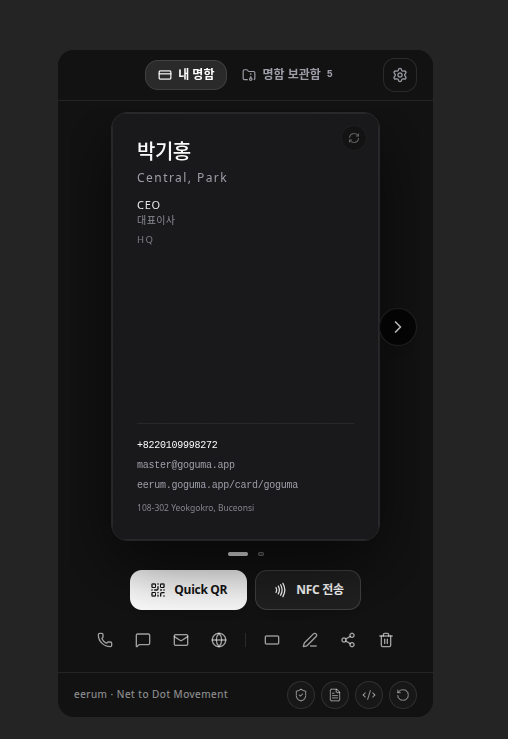 내 명함
명함 보관함 5
박기홍
Central, Park
CEO
대표이사
HQ
+8220109998272
master@goguma.app
eerum.goguma.app/card/goguma
108-302 Yeokgokro, Buceonsi
Quick QR
NFC 전송
eerum · Net to Dot Movement